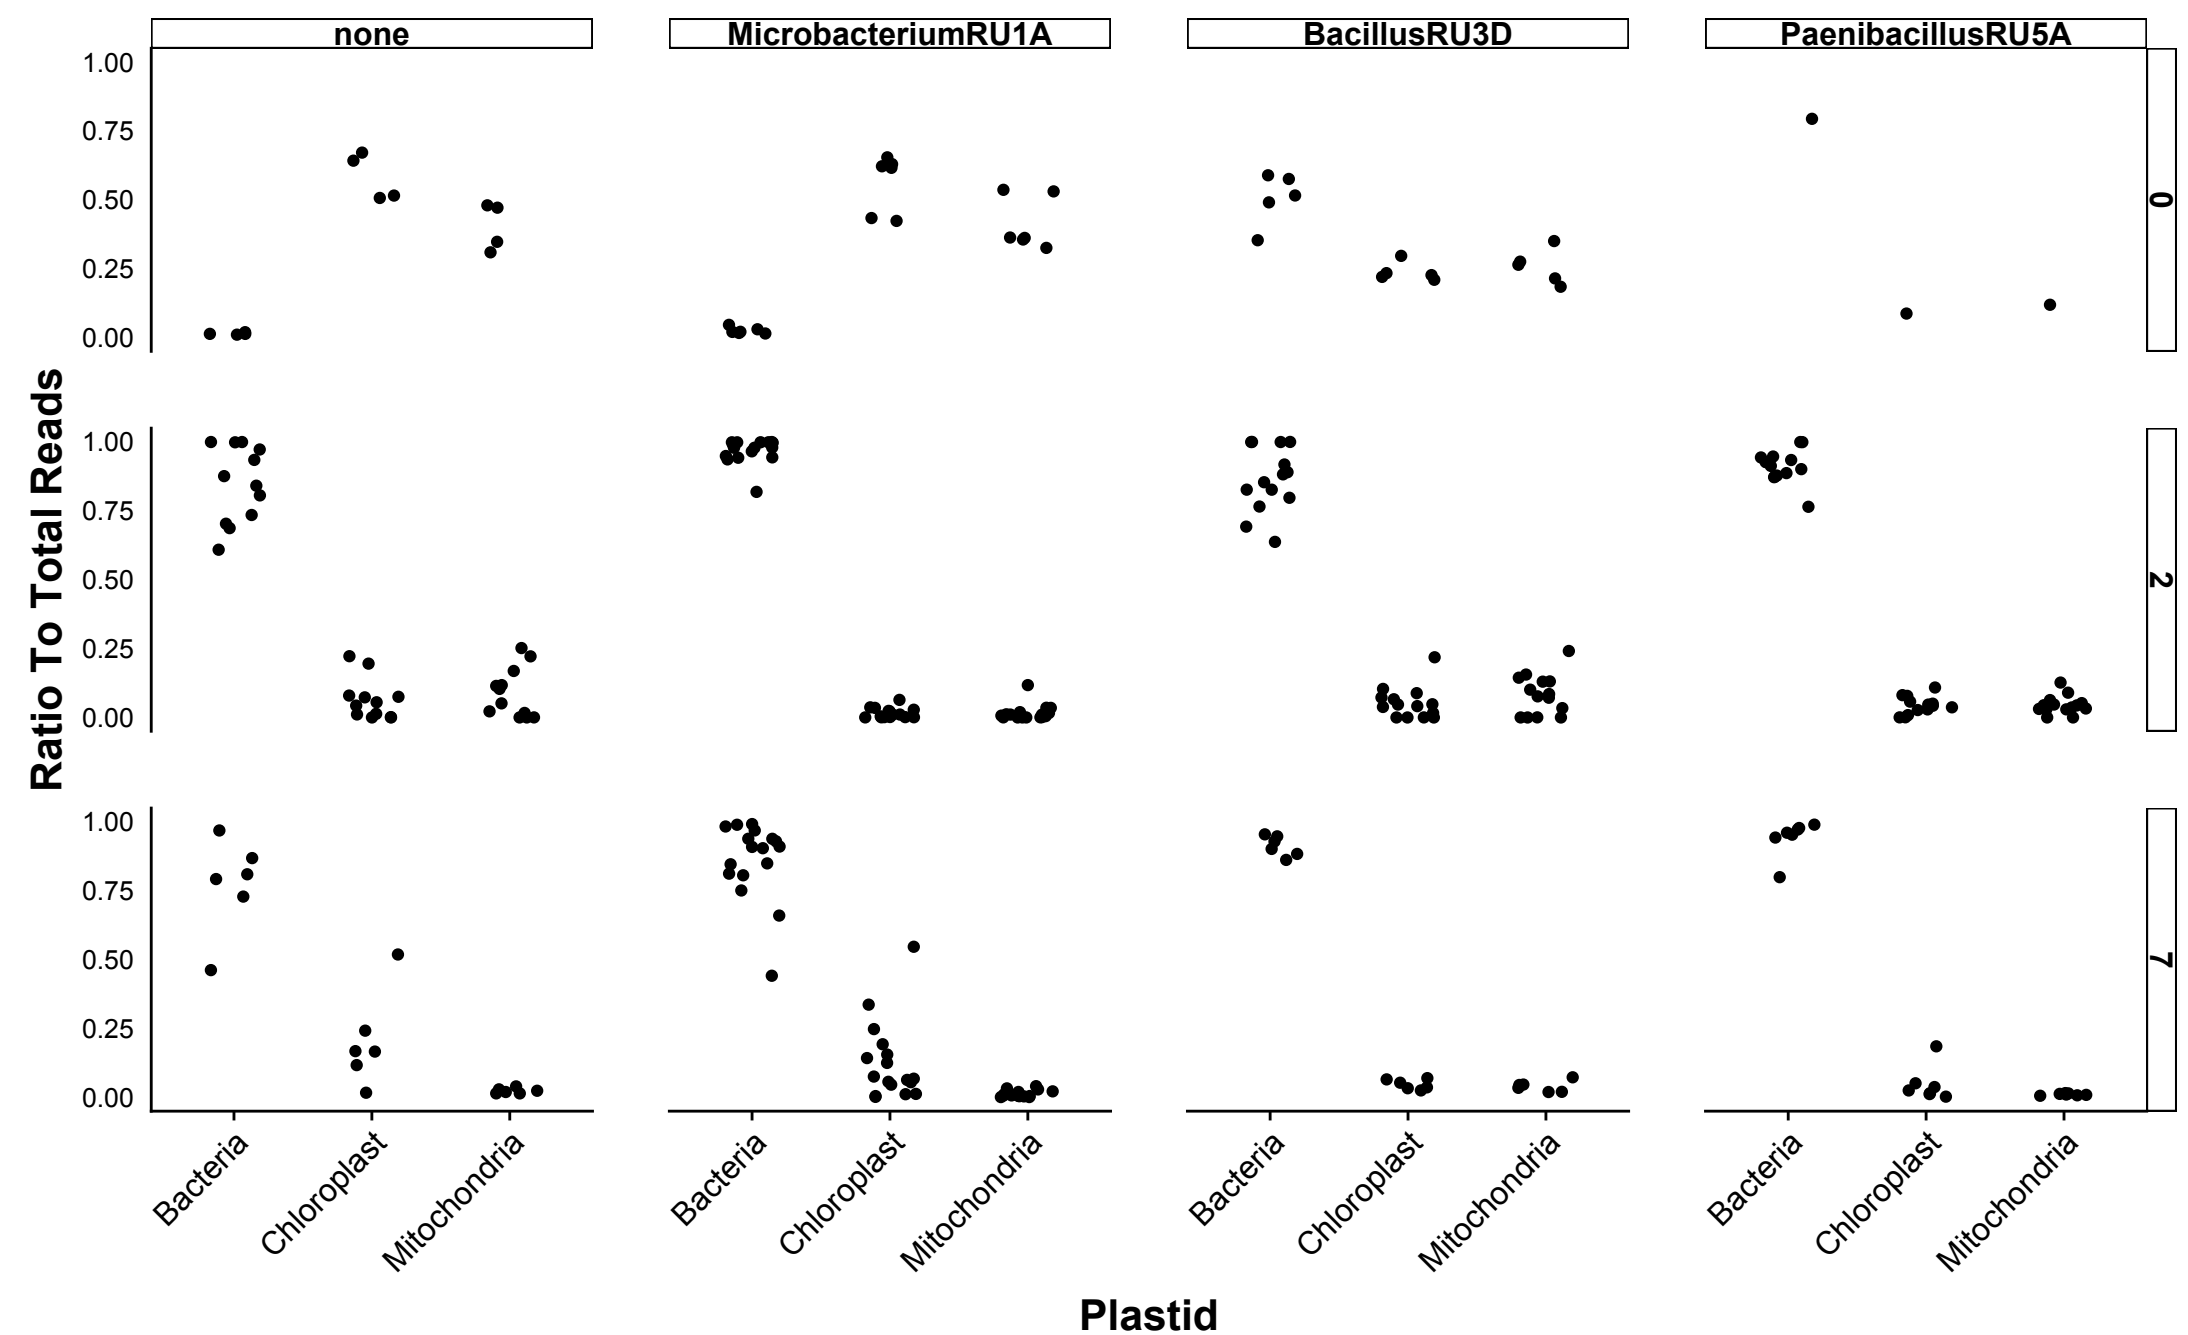 none
MicrobacteriumRU1A
BacillusRU3D
PaenibacillusRU5A
1.00
0.75
0.50
0.25
0.00
0
1.00
0.75
0.50
0.25
0.00
2
1.00
0.75
0.50
0.25
0.00
7
Ratio To Total Reads
Bacteria
Chloroplast
Mitochondria
Bacteria
Chloroplast
Mitochondria
Bacteria
Chloroplast
Mitochondria
Bacteria
Chloroplast
Mitochondria
Plastid